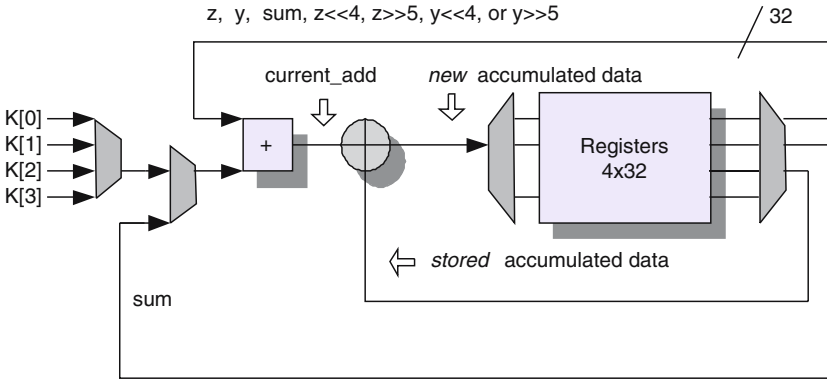 z, y, sum, z<<4, z>>5, y<<4, or y>>5
32
current_add
new accumulated data
K[0]
K[1]
K[2]
K[3]
+
Registers
4x32
stored accumulated data
sum